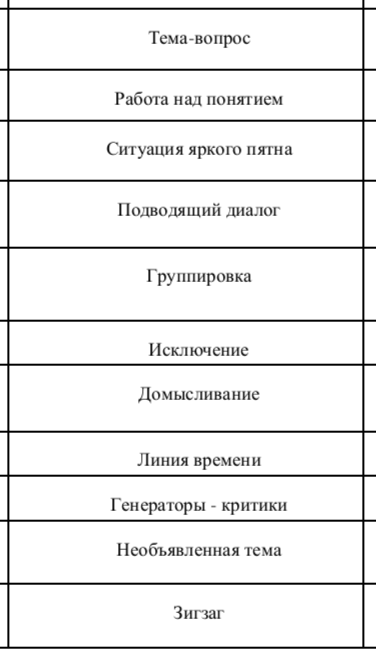 Тема-вопрос
Работа над понятием
Ситуация яркого пятна
Подводящий диалог
Группировка
Исключение
Домысливание
Линия времени
Генераторы - критики
Необъявленная тема
Зигзаг